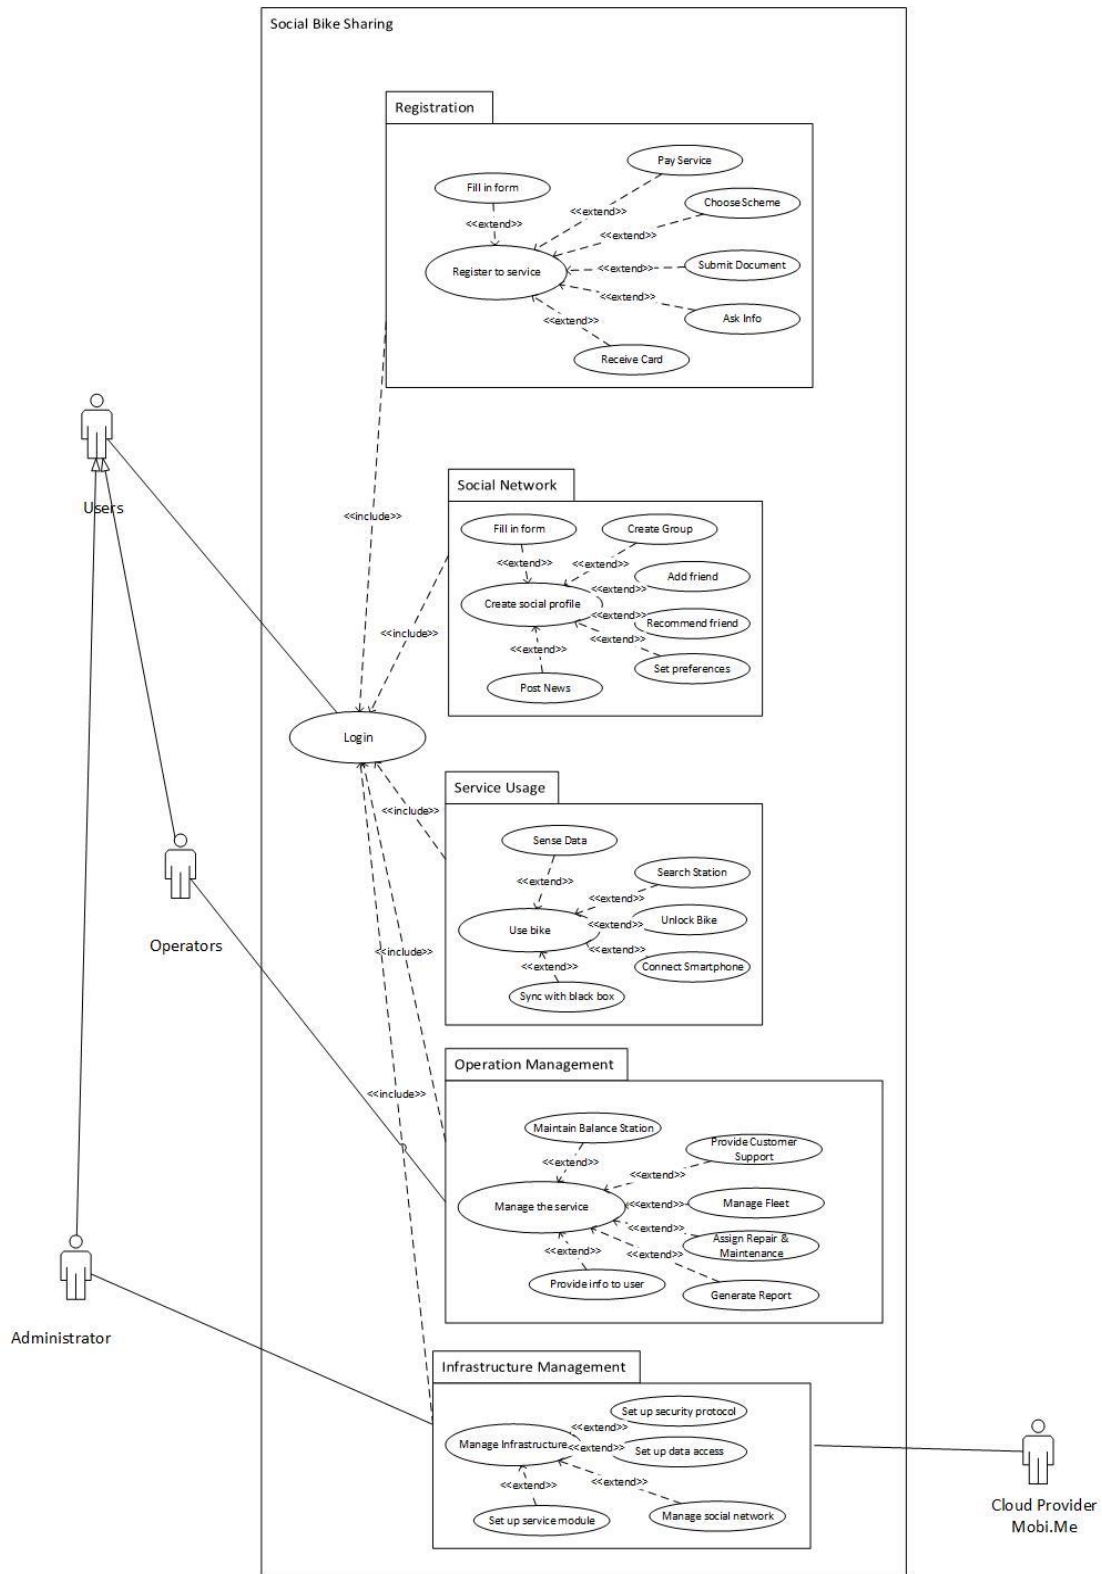 Social Bike Sharing
Registration
Pay Service
Fill in form
Choose Scheme
<<extend>>
<<extend>>
<<extend>>
Register to service
<<extend>>
Submit Document
<<extend>>
Ask Info
<<extend>>
Receive Card
Users
<<include>>
Social Network
Fill in form
Create Group
<<extend>>
<<extend>>
Add friend
<<extend>>
Create social profile
<<extend>>
Recommend friend
<<extend>>
<<extend>>
Set preferences
Post News
<<include>>
Login
Service Usage
<<include>>
Sense Data
Search Station
<<extend>>
<<extend>>
Unlock Bike
<<extend>>
Use bike
<<extend>>
Connect Smartphone
<<extend>>
Sync with black box
Operators
<<include>>
Operation Management
<<include>>
Maintain Balance Station
Provide Customer
Support
<<extend>>
<<extend>>
Manage the service
<<extend>>
Manage Fleet
<<extend>>
Assign Repair &
Maintenance
<<extend>>
<<extend>>
Provide info to user
Generate Report
Administrator
Infrastructure Management
Set up security protocol
<<extend>>
Manage Infrastructure
<<extend>>
Set up data access
<<extend>>
<<extend>>
Set up service module
Manage social network
Cloud Provider
Mobi.Me